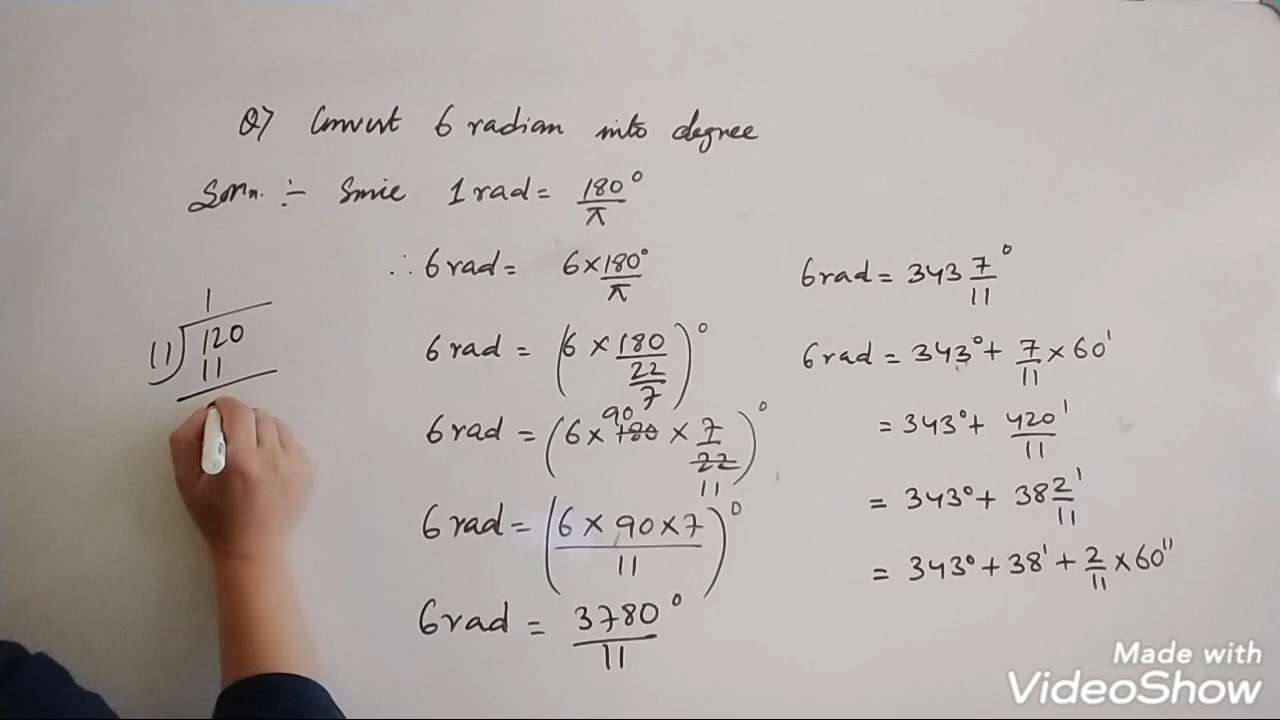 Q7 Convert 6 radian into degree
Soln. :- Since 1 rad = 180°/π
∴ 6 rad = 6×180°/π
6 rad = (6 × 180/(22/7))°
6 rad = (6 × 180 90 × 7/22 11)°
6 rad = (6 × 90 × 7/11)°
6 rad = 3780°/11
1
11)120
11
6 rad = 343 7/11°
6 rad = 343° + 7/11 × 60'
= 343° + 420'/11
= 343° + 38 2/11'
= 343° + 38' + 2/11 × 60"
Made with
VideoShow